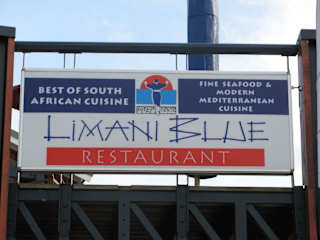 BEST OF SOUTH
AFRICAN CUISINE
FINE SEAFOOD &
MODERN
MEDITERRANEAN
CUISINE
LIMANI BLUE
RESTAURANT